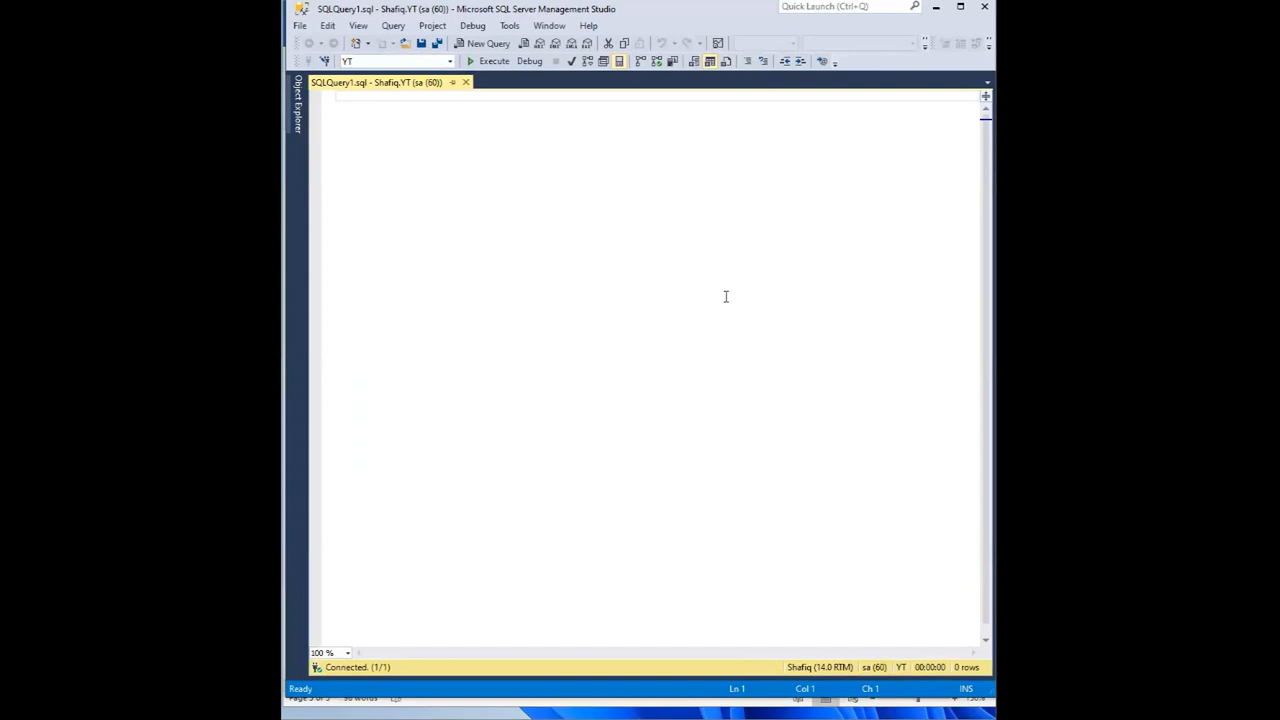 SQLQuery1.sql - Shafiq.YT (sa (60)) - Microsoft SQL Server Management Studio
Quick Launch (Ctrl+Q)
File Edit View Query Project Debug Tools Window Help
New Query
YT Execute Debug
SQLQuery1.sql - Shafiq.YT (sa (60))
Object Explorer
100 %
Connected. (1/1) Shafiq (14.0 RTM) sa (60) YT 00:00:00 0 rows
Ready Ln 1 Col 1 Ch 1 INS